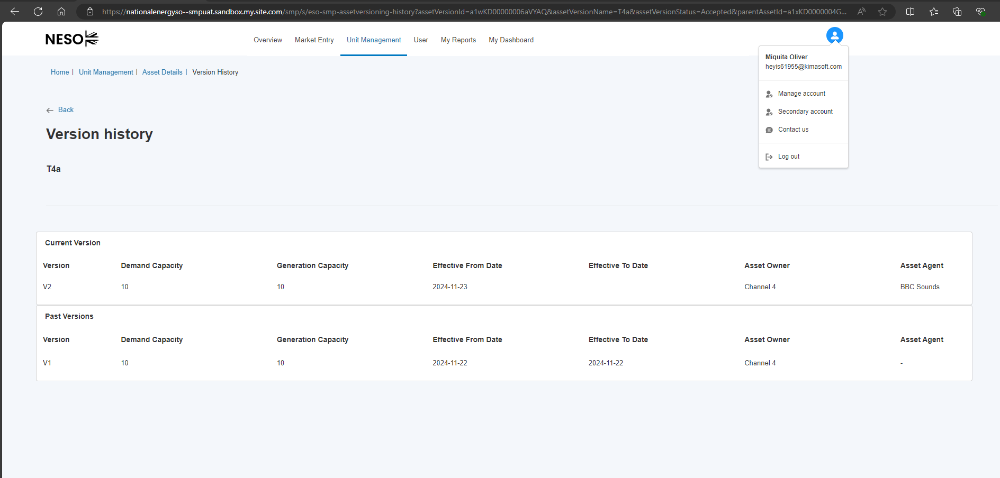 https://nationalenergyso--smpuat.sandbox.my.site.com/smp/s/eso-smp-assetversioning-history?assetVersionId=a1wKD00000006aVYAQ&assetVersionName=T4a&assetVersionStatus=Accepted&parentAssetId=a1xKD0000004G...
NESO
Overview Market Entry Unit Management User My Reports My Dashboard
Miquita Oliver
heyis61955@kimasoft.com
Manage account
Secondary account
Contact us
Log out
Home | Unit Management | Asset Details | Version History
Back
Version history
T4a
Current Version
Version Demand Capacity Generation Capacity Effective From Date Effective To Date Asset Owner Asset Agent
V2 10 10 2024-11-23 Channel 4 BBC Sounds
Past Versions
Version Demand Capacity Generation Capacity Effective From Date Effective To Date Asset Owner Asset Agent
V1 10 10 2024-11-22 2024-11-22 Channel 4 -